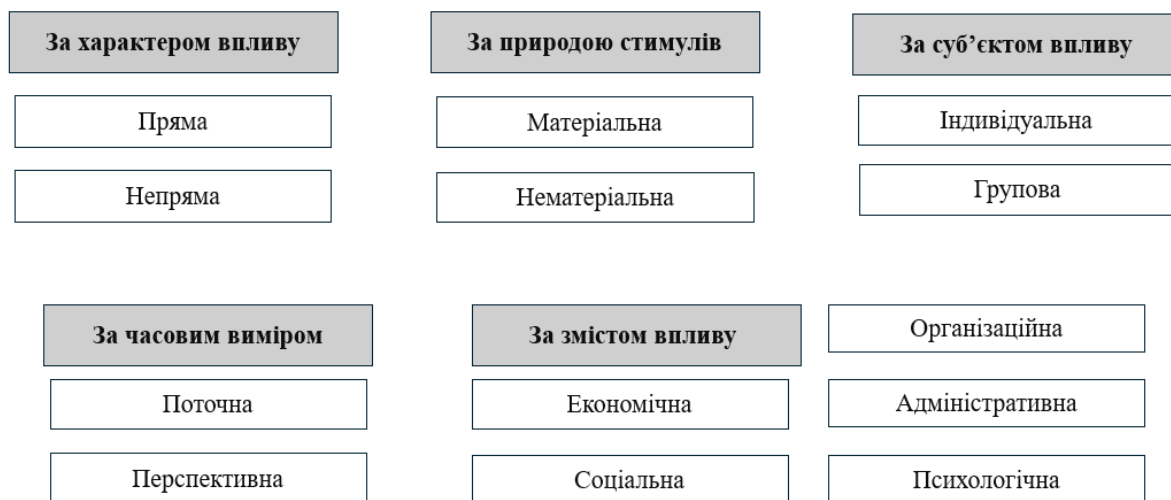 За характером впливу
Пряма
Непряма
За природою стимулів
Матеріальна
Нематеріальна
За суб’єктом впливу
Індивідуальна
Групова
За часовим виміром
Поточна
Перспективна
За змістом впливу
Економічна
Соціальна
Організаційна
Адміністративна
Психологічна